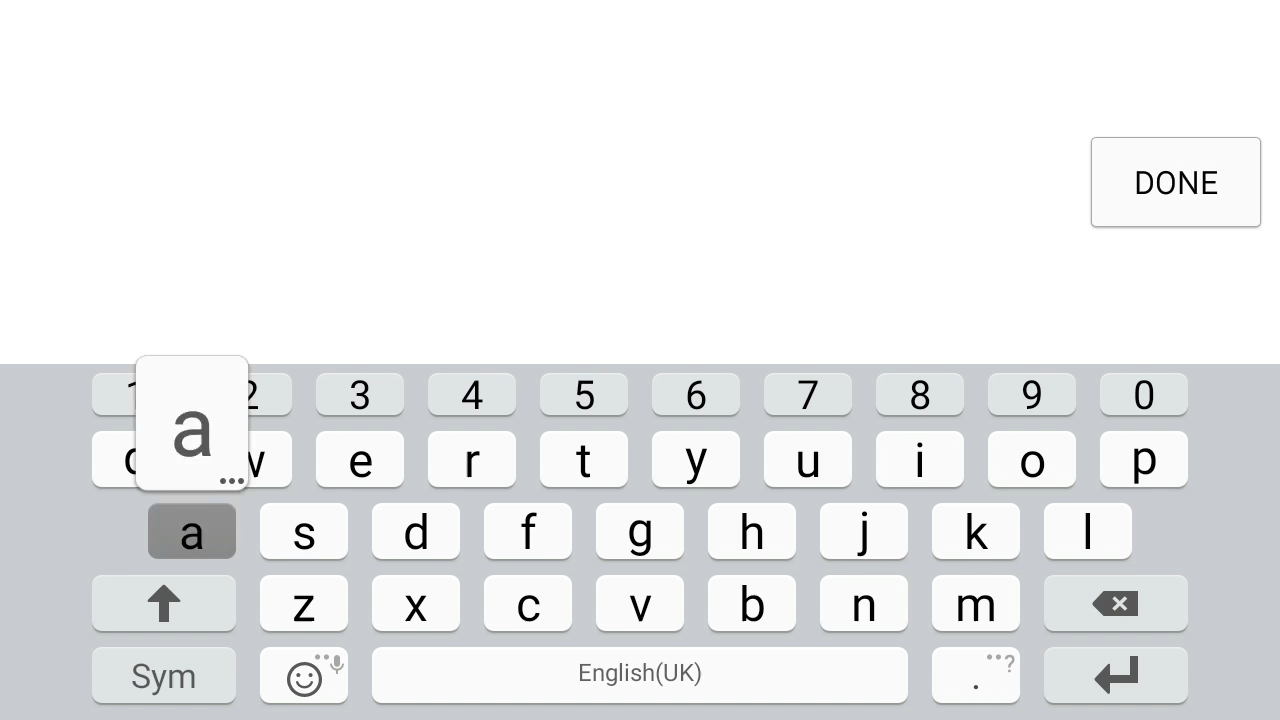 DONE
1 2 3 4 5 6 7 8 9 0
a
q w e r t y u i o p
a s d f g h j k l
z x c v b n m
Sym English(UK) . ?